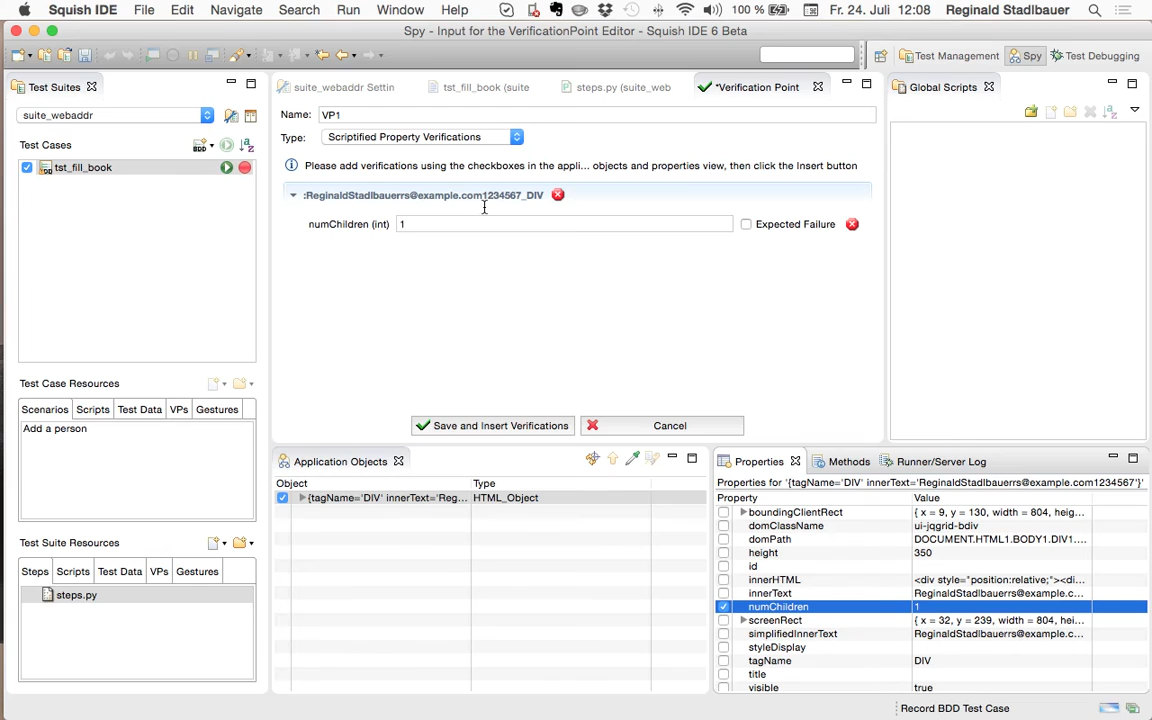 Squish IDE File Edit Navigate Search Run Window Help 100 % Fr. 24. Juli 12:08 Reginald Stadlbauer
Spy - Input for the VerificationPoint Editor - Squish IDE 6 Beta
Test Management Spy Test Debugging
Test Suites
suite_webaddr
Test Cases
BDD
tst_fill_book
Test Case Resources
Scenarios Scripts Test Data VPs Gestures
Add a person
Test Suite Resources
Steps Scripts Test Data VPs Gestures
steps.py
suite_webaddr Settin tst_fill_book (suite steps.py (suite_web *Verification Point
Name: VP1
Type: Scriptified Property Verifications
Please add verifications using the checkboxes in the appli... objects and properties view, then click the Insert button
:ReginaldStadlbauerrs@example.com1234567_DIV
numChildren (int) 1 Expected Failure
Save and Insert Verifications Cancel
Application Objects
Object Type
{tagName='DIV' innerText='Reg... HTML_Object
Global Scripts
Properties Methods Runner/Server Log
Properties for '{tagName='DIV' innerText='ReginaldStadlbauerrs@example.com1234567'}'
Property Value
boundingClientRect { x = 9, y = 130, width = 804, heig...
domClassName ui-jqgrid-bdiv
domPath DOCUMENT.HTML1.BODY1.DIV1....
height 350
id
innerHTML <div style="position:relative;"><di...
innerText ReginaldStadlbauerrs@example.c...
numChildren 1
screenRect { x = 32, y = 239, width = 804, hei...
simplifiedInnerText ReginaldStadlbauerrs@example.c...
styleDisplay
tagName DIV
title
visible true
Record BDD Test Case